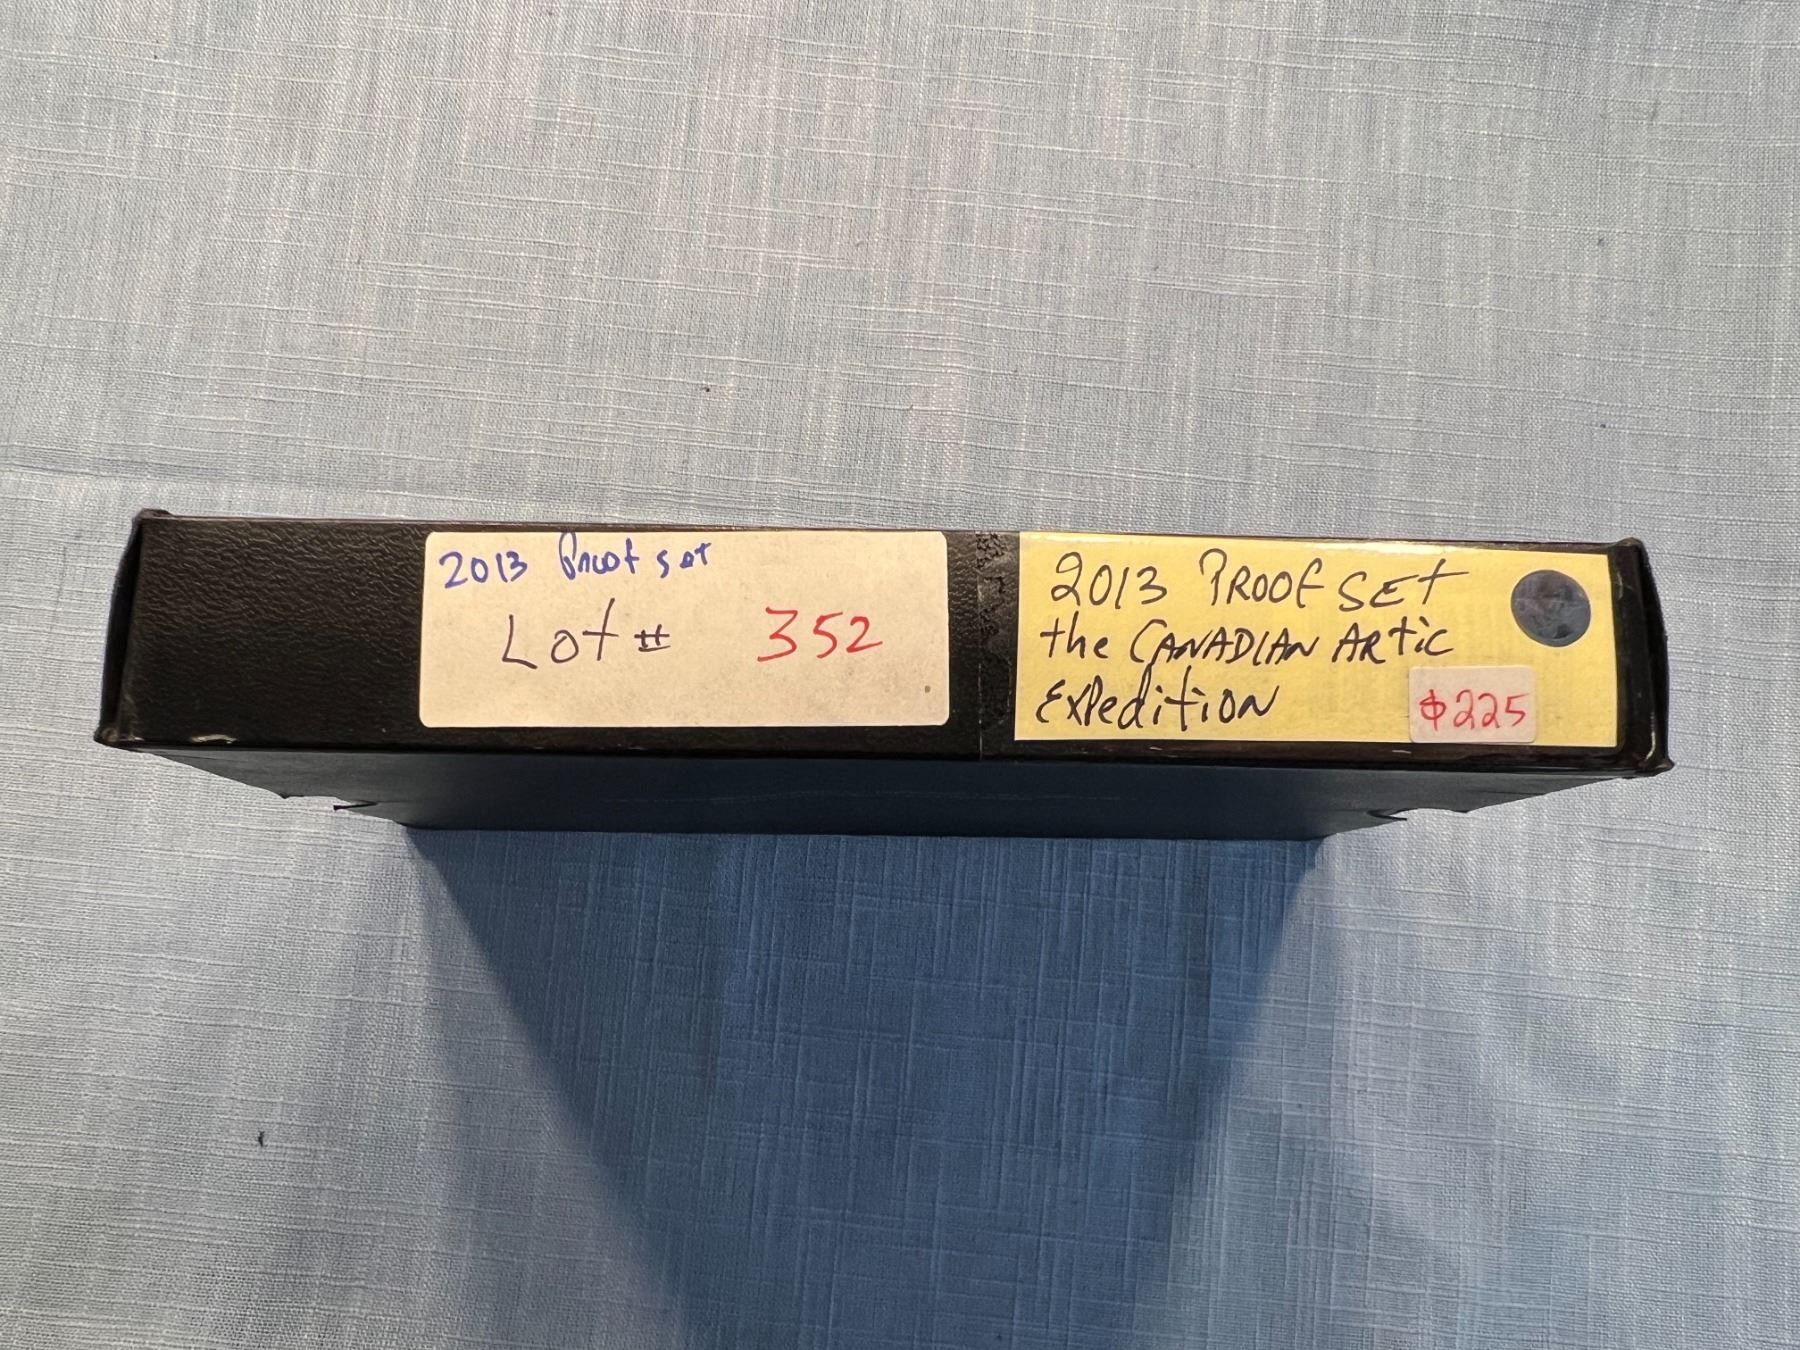 2013 Proof set
Lot # 352
2013 PROOF SET
the CANADIAN ARTIC
EXPEDITION
$225